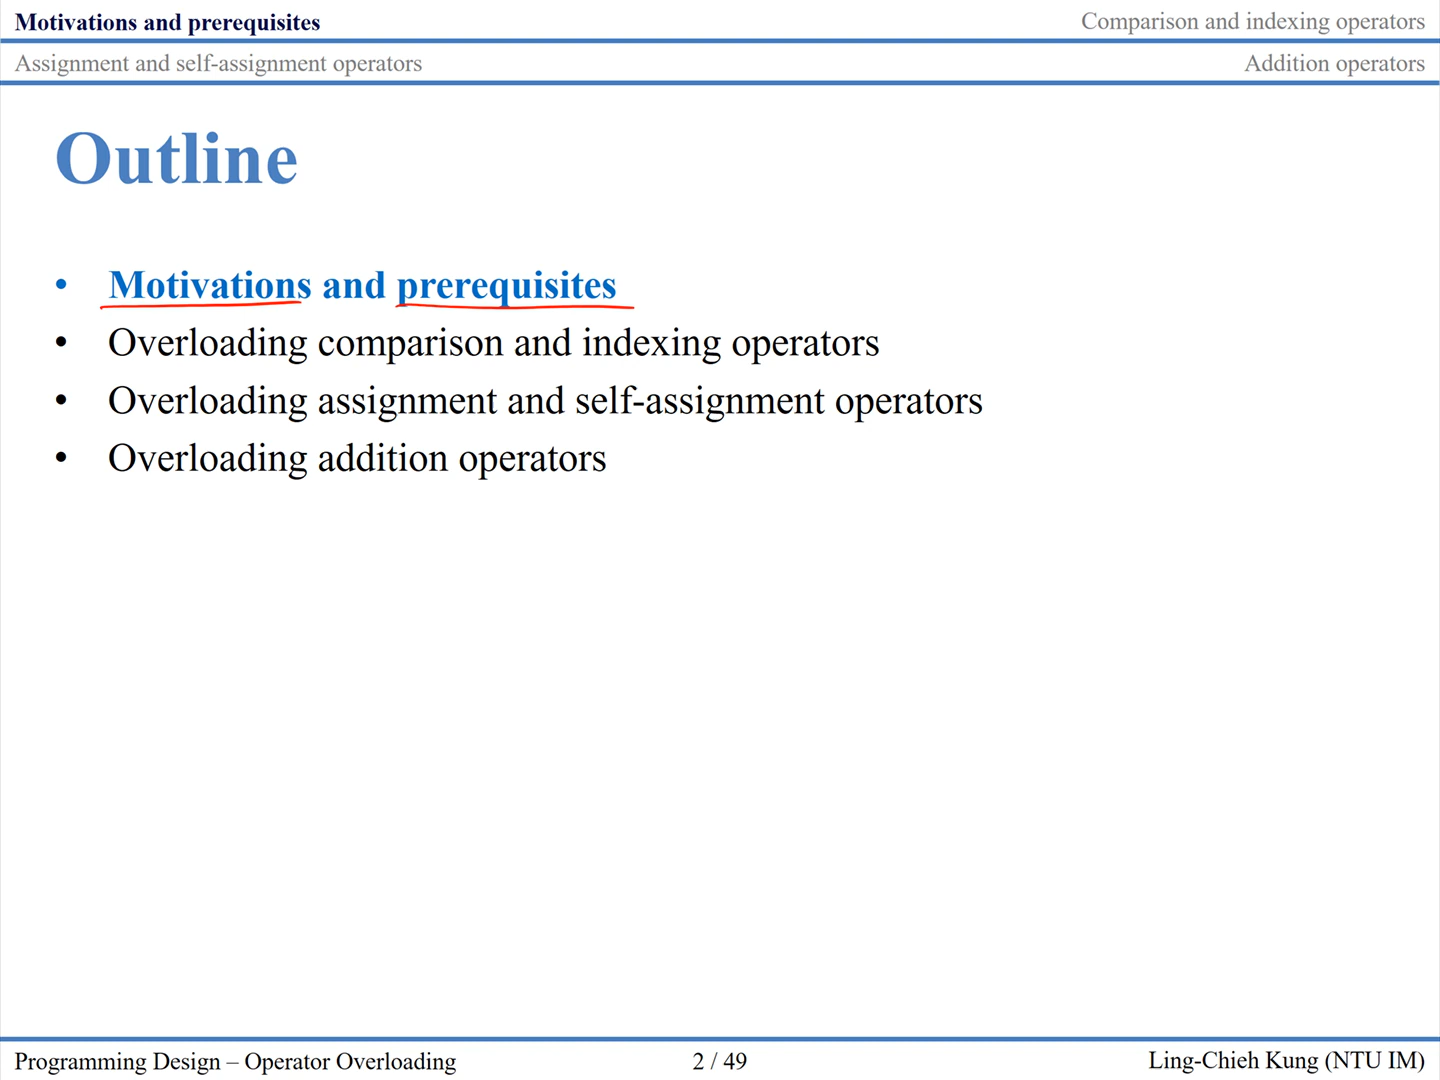 Motivations and prerequisites
Comparison and indexing operators
Assignment and self-assignment operators
Addition operators
Outline
• Motivations and prerequisites
• Overloading comparison and indexing operators
• Overloading assignment and self-assignment operators
• Overloading addition operators
Programming Design – Operator Overloading
2 / 49
Ling-Chieh Kung (NTU IM)